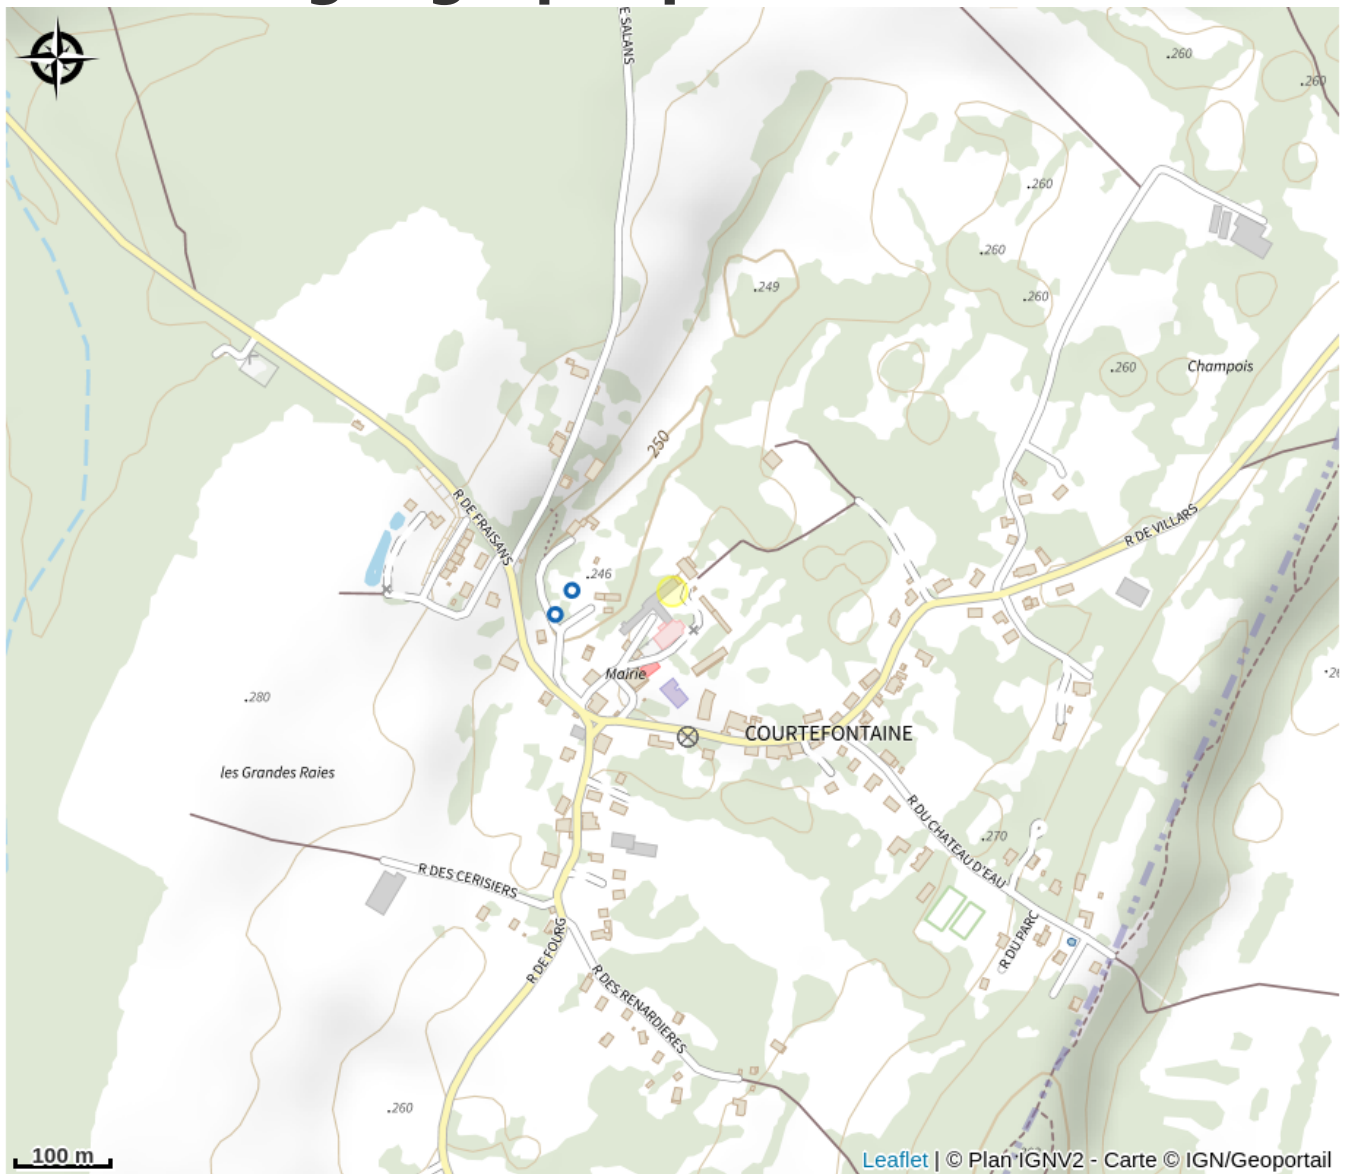 E SALANS
.260
.260
.260
.260
.249
.260
.260
Champois
250
R DE FRAISANS
R DE VILLARS
.246
Mairie
.280
COURTEFONTAINE
les Grandes Raies
R DU CHATEAU D'EAU
.270
R DES CERISIERS
R DE FOURG
R DU PARC
R DES RENARDIERES
.260
100 m
Leaflet | © Plan IGNV2 - Carte © IGN/Geoportail